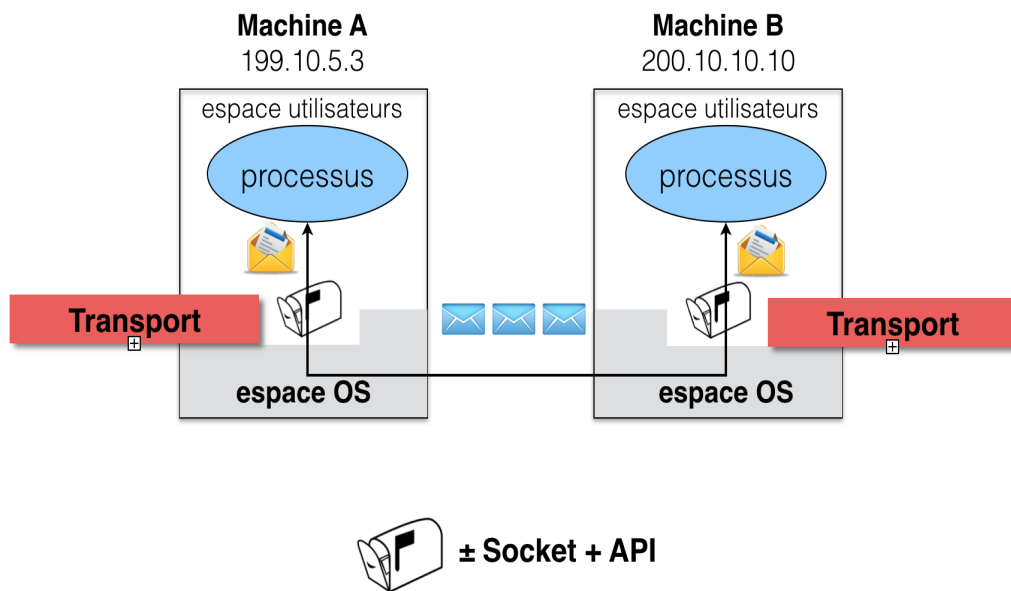 Machine A
199.10.5.3
Machine B
200.10.10.10
espace utilisateurs
processus
espace utilisateurs
processus
Transport
Transport
espace OS
espace OS
± Socket + API